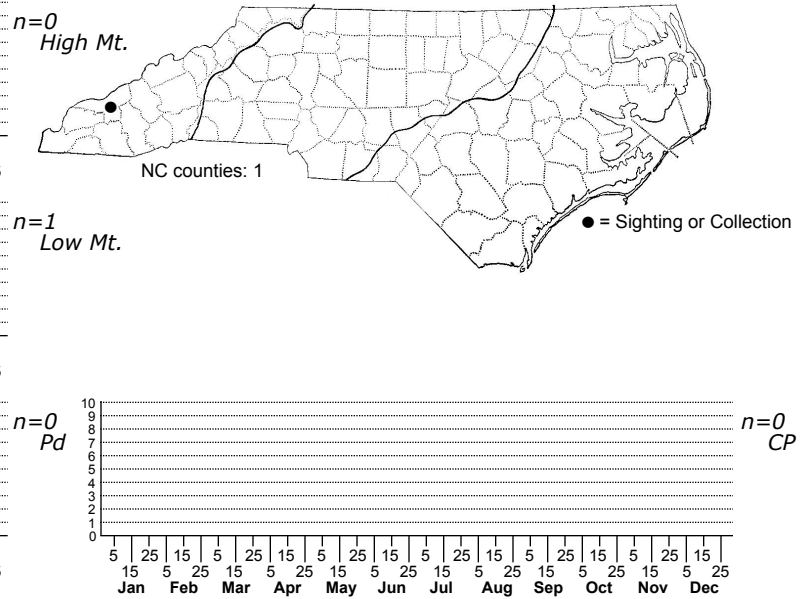 n=0
High Mt.
NC counties: 1
n=1
Low Mt.
● = Sighting or Collection
n=0
Pd
10
9
8
7
6
5
4
3
2
1
0
n=0
CP
5 25 15 5 25 15 5 25 15 5 25 15 5 25 15 5 25 15
15 5 25 15 5 25 15 5 25 15 5 25 15 5 25 15 5 25
Jan Feb Mar Apr May Jun Jul Aug Sep Oct Nov Dec